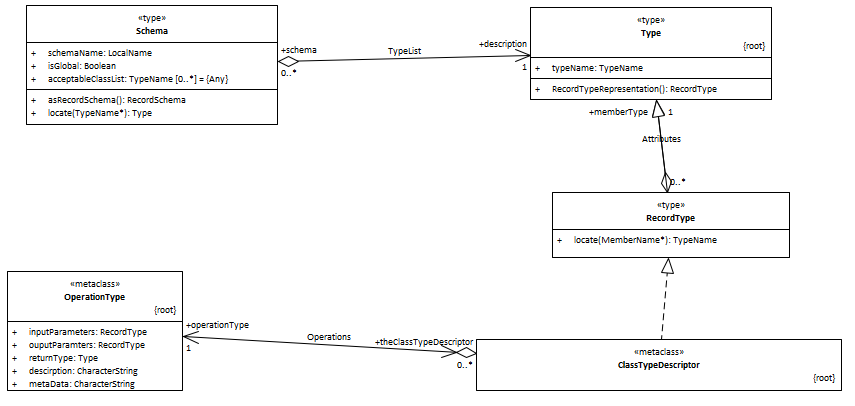 «type»
Schema
+ schemaName: LocalName
+ isGlobal: Boolean
+ acceptableClassList: TypeName [0..*] = {Any}
+ asRecordSchema(): RecordSchema
+ locate(TypeName*): Type
+schema
0..*
TypeList
+description
1
«type»
Type
{root}
+ typeName: TypeName
+ RecordTypeRepresentation(): RecordType
+memberType
1
Attributes
0..*
«type»
RecordType
+ locate(MemberName*): TypeName
«metaclass»
OperationType
{root}
+ inputParameters: RecordType
+ ouputParamters: RecordType
+ returnType: Type
+ descirption: CharacterString
+ metaData: CharacterString
+operationType
1
Operations
+theClassTypeDescriptor
0..*
«metaclass»
ClassTypeDescriptor
{root}